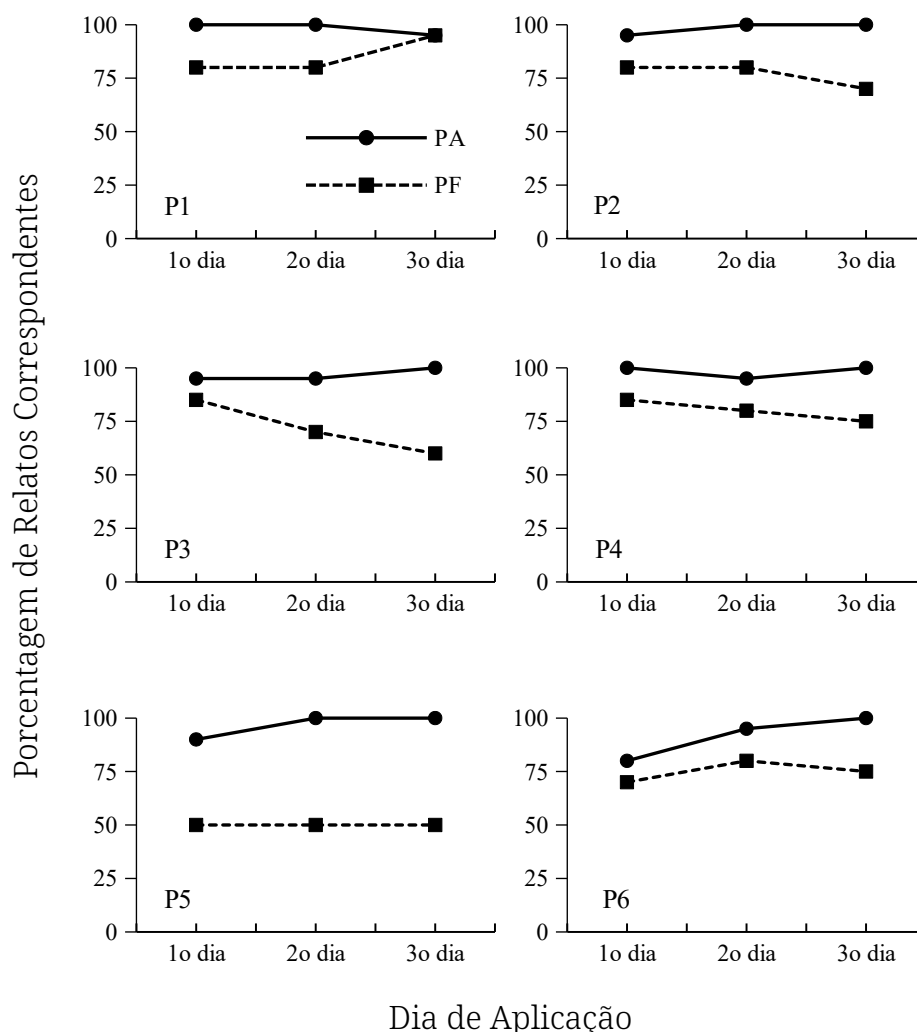 Porcentagem de Relatos Correspondentes
100
75
50
25
0
PA
PF
P1
1o dia 2o dia 3o dia
100
75
50
25
0
P2
1o dia 2o dia 3o dia
100
75
50
25
0
P3
1o dia 2o dia 3o dia
100
75
50
25
0
P4
1o dia 2o dia 3o dia
100
75
50
25
0
P5
1o dia 2o dia 3o dia
100
75
50
25
0
P6
1o dia 2o dia 3o dia
Dia de Aplicação